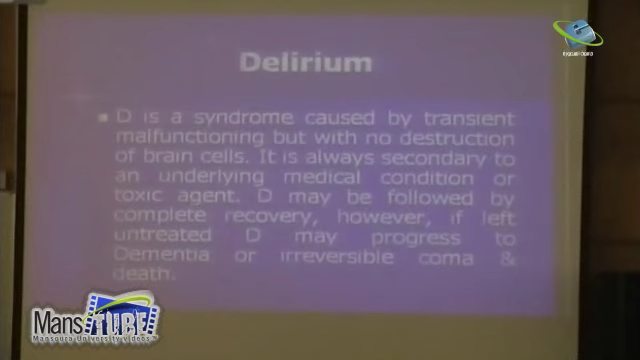 Delirium
▪ D is a syndrome caused by transient
malfunctioning but with no destruction
of brain cells. It is always secondary to
an underlying medical condition or
toxic agent. D may be followed by
complete recovery, however, if left
untreated D may progress to
Dementia or irreversible coma &
death.
Mans TUBE
Mansoura University videos